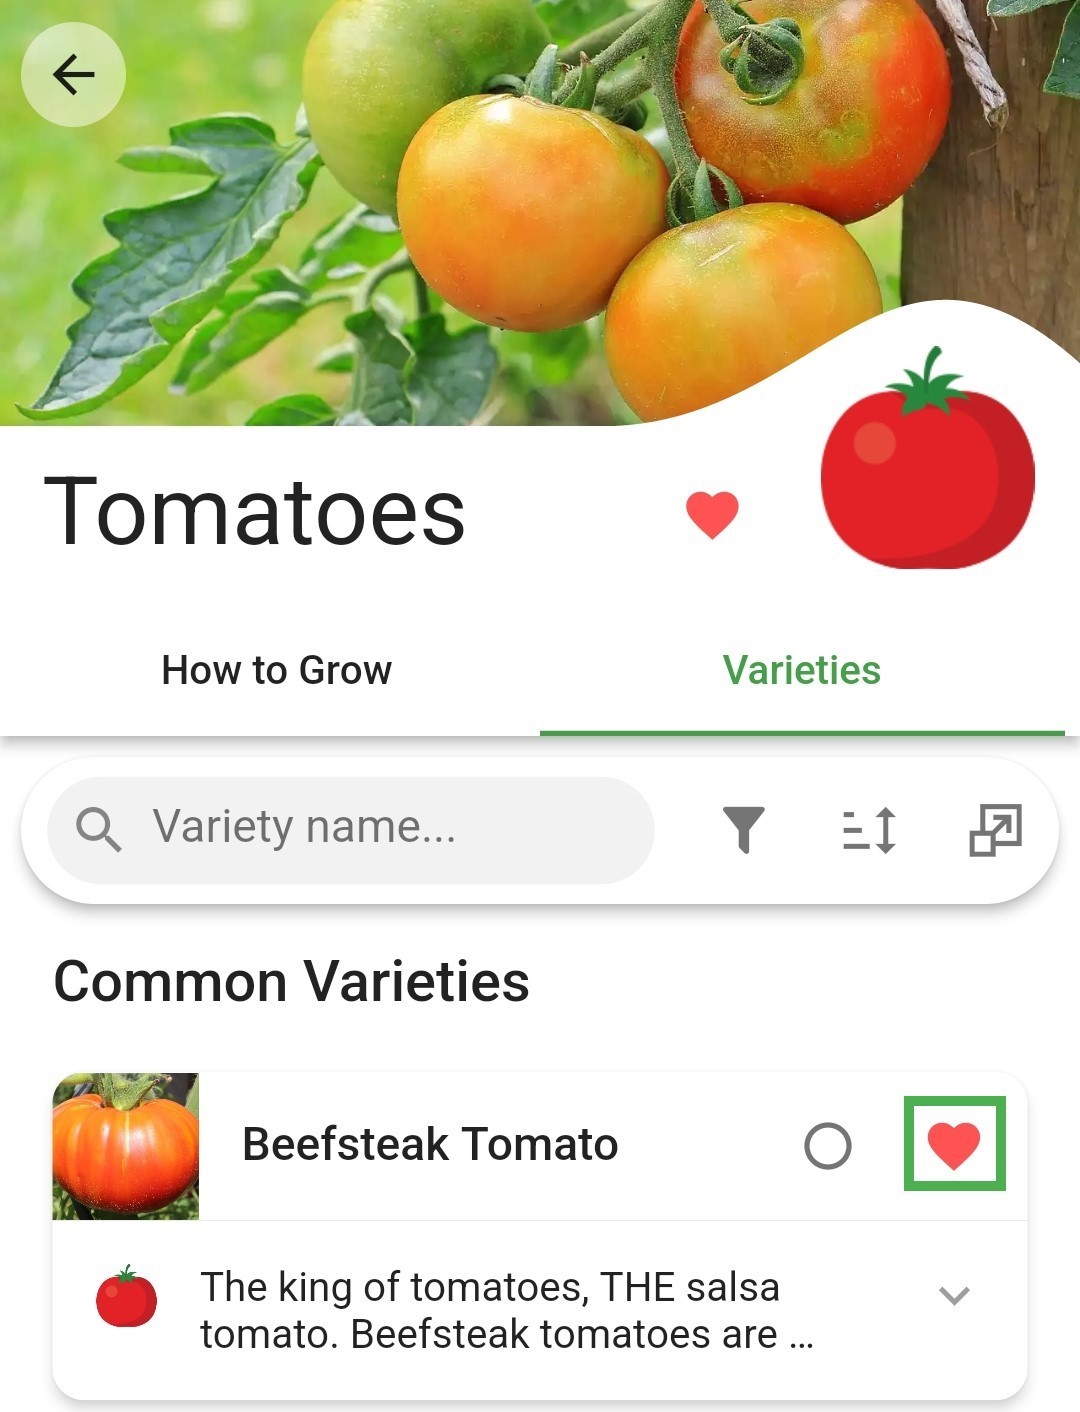 Tomatoes
How to Grow
Varieties
Variety name...
Common Varieties
Beefsteak Tomato
The king of tomatoes, THE salsa
tomato. Beefsteak tomatoes are ...